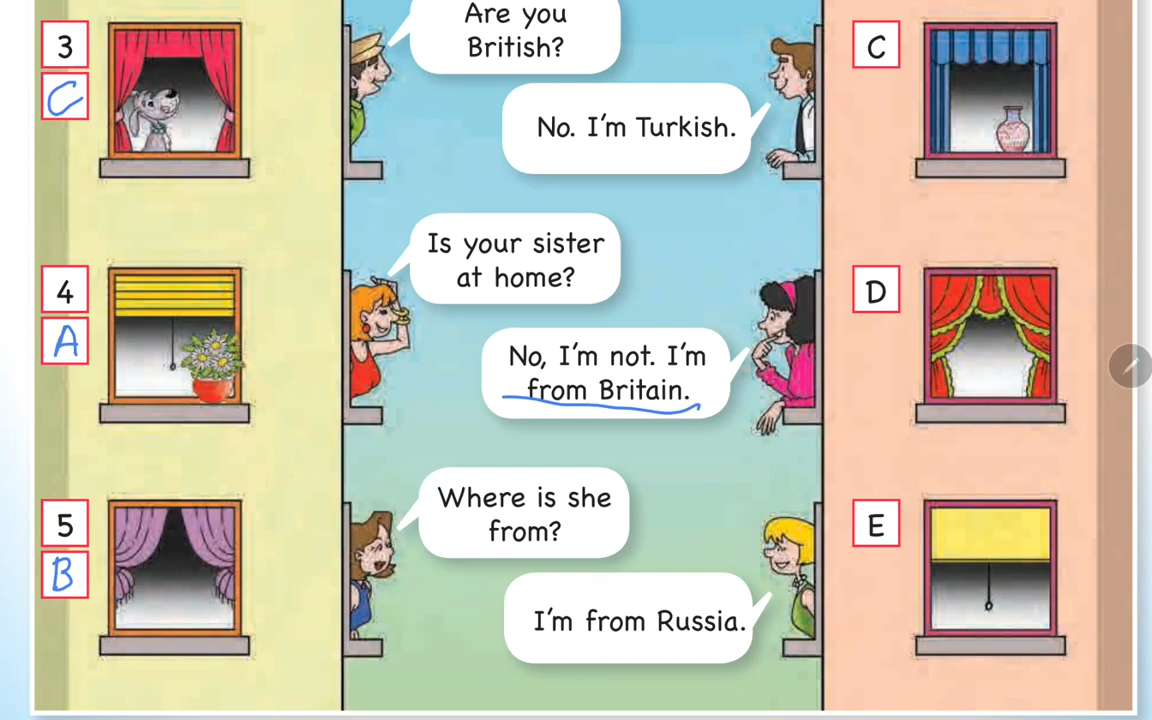 Are you
British?
3
C
C
No. I'm Turkish.
Is your sister
at home?
4
A
D
No, I'm not. I'm
from Britain.
Where is she
from?
5
B
E
I'm from Russia.